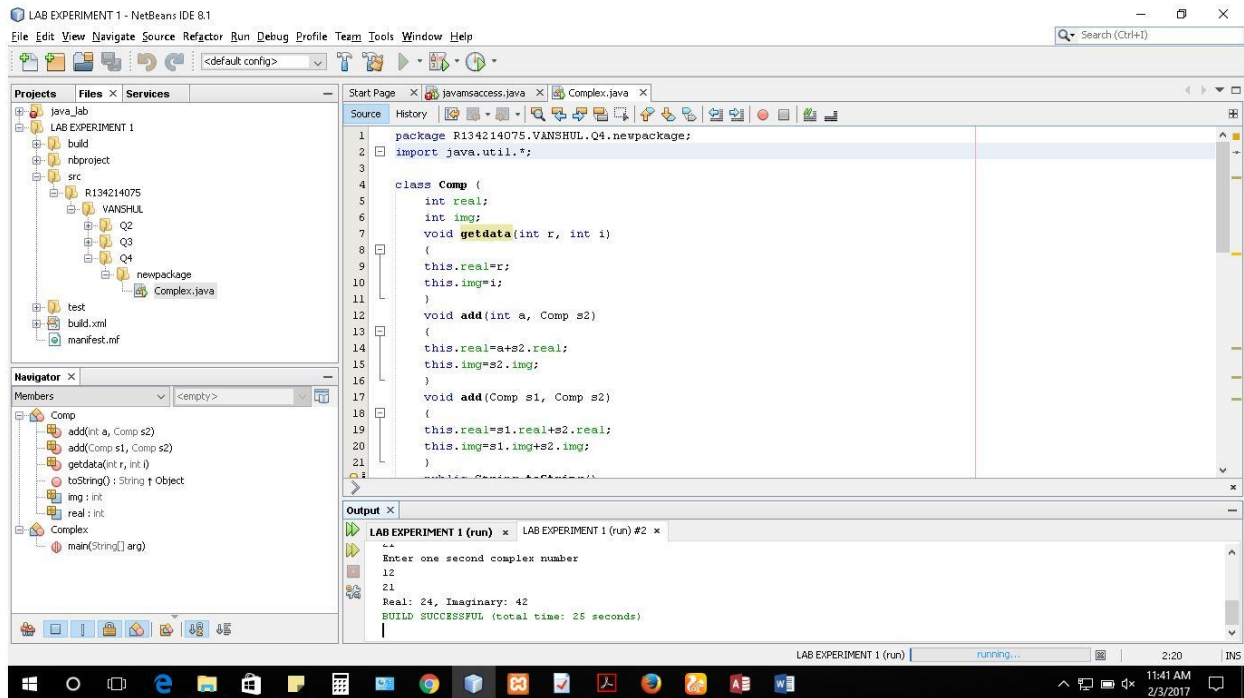 LAB EXPERIMENT 1 - NetBeans IDE 8.1
File Edit View Navigate Source Refactor Run Debug Profile Team Tools Window Help
Search (Ctrl+I)
<default config>
Projects Files Services
java_lab
LAB EXPERIMENT 1
build
nbproject
src
R134214075
VANSHUL
Q2
Q3
Q4
newpackage
Complex.java
test
build.xml
manifest.mf
Navigator
Members <empty>
Comp
add(int a, Comp s2)
add(Comp s1, Comp s2)
getdata(int r, int i)
toString() : String ↑ Object
img : int
real : int
Complex
main(String[] arg)
Start Page javamsaccess.java Complex.java
Source History
1 package R134214075.VANSHUL.Q4.newpackage;
2 import java.util.*;
3
4 class Comp {
5 int real;
6 int img;
7 void getdata(int r, int i)
8 {
9 this.real=r;
10 this.img=i;
11 }
12 void add(int a, Comp s2)
13 {
14 this.real=a+s2.real;
15 this.img=s2.img;
16 }
17 void add(Comp s1, Comp s2)
18 {
19 this.real=s1.real+s2.real;
20 this.img=s1.img+s2.img;
21 }
public String toString()
Output
LAB EXPERIMENT 1 (run) LAB EXPERIMENT 1 (run) #2
21
Enter one second complex number
12
21
Real: 24, Imaginary: 42
BUILD SUCCESSFUL (total time: 25 seconds)
LAB EXPERIMENT 1 (run) running... 2:20 INS
11:41 AM
2/3/2017